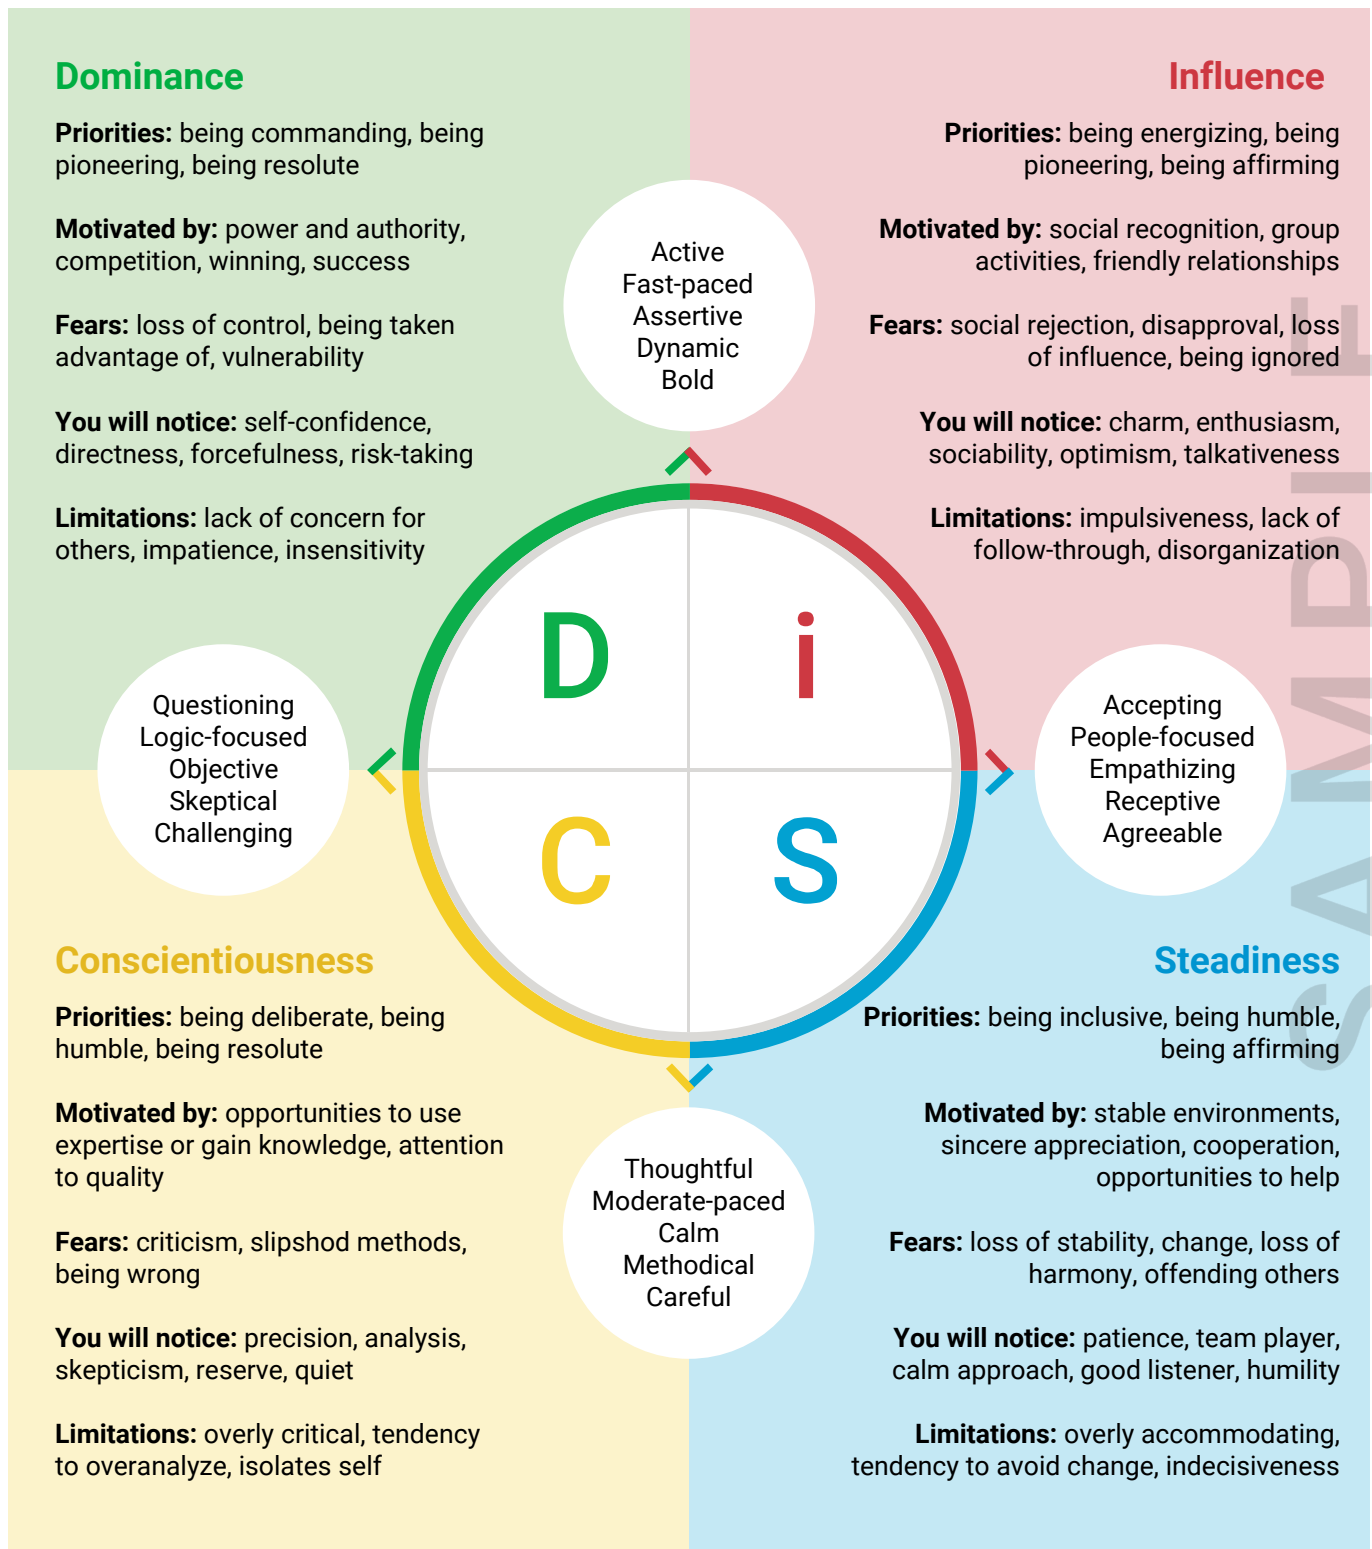 Dominance
Priorities: being commanding, being
pioneering, being resolute
Motivated by: power and authority,
competition, winning, success
Fears: loss of control, being taken
advantage of, vulnerability
You will notice: self-confidence,
directness, forcefulness, risk-taking
Limitations: lack of concern for
others, impatience, insensitivity
Influence
Priorities: being energizing, being
pioneering, being affirming
Motivated by: social recognition, group
activities, friendly relationships
Fears: social rejection, disapproval, loss
of influence, being ignored
You will notice: charm, enthusiasm,
sociability, optimism, talkativeness
Limitations: impulsiveness, lack of
follow-through, disorganization
Active
Fast-paced
Assertive
Dynamic
Bold
D
i
C
S
Questioning
Logic-focused
Objective
Skeptical
Challenging
Accepting
People-focused
Empathizing
Receptive
Agreeable
Conscientiousness
Priorities: being deliberate, being
humble, being resolute
Motivated by: opportunities to use
expertise or gain knowledge, attention
to quality
Fears: criticism, slipshod methods,
being wrong
You will notice: precision, analysis,
skepticism, reserve, quiet
Limitations: overly critical, tendency
to overanalyze, isolates self
Steadiness
Priorities: being inclusive, being humble,
being affirming
Motivated by: stable environments,
sincere appreciation, cooperation,
opportunities to help
Fears: loss of stability, change, loss of
harmony, offending others
You will notice: patience, team player,
calm approach, good listener, humility
Limitations: overly accommodating,
tendency to avoid change, indecisiveness
Thoughtful
Moderate-paced
Calm
Methodical
Careful
SAMPLE